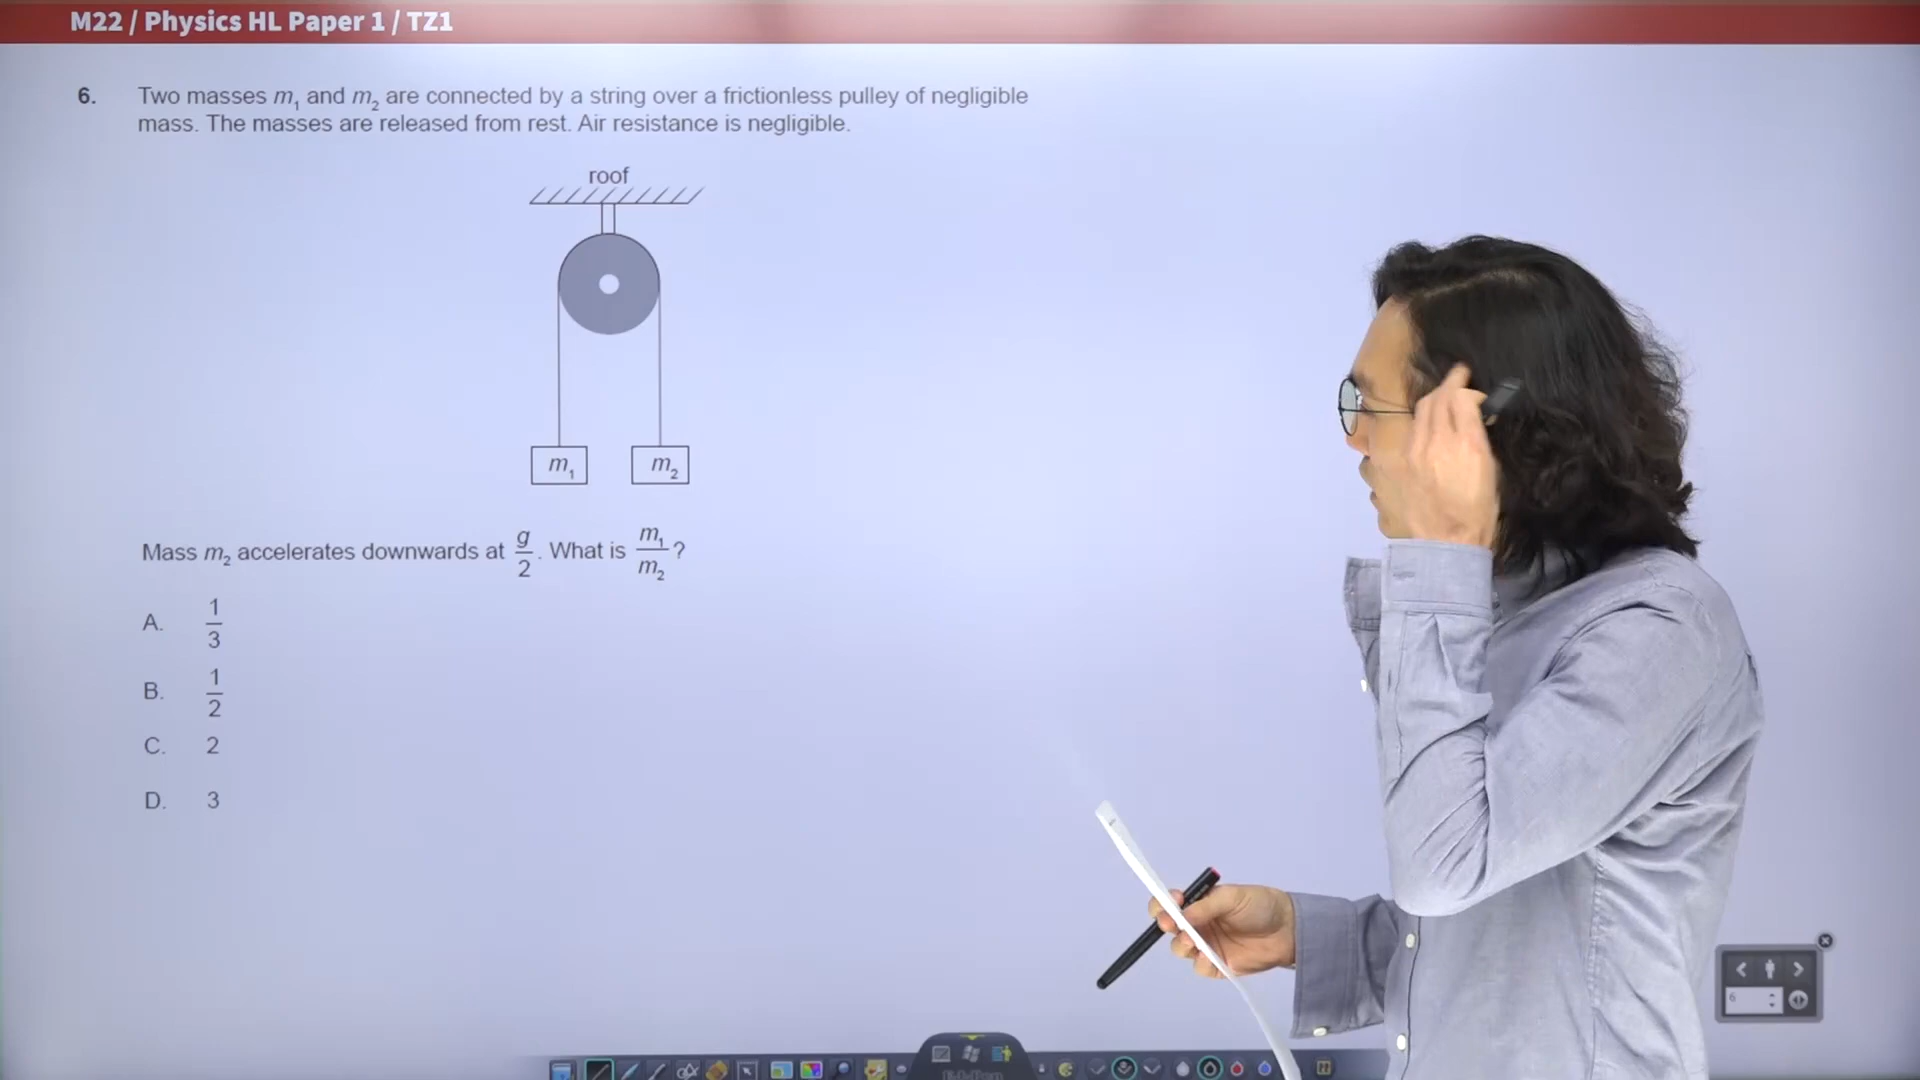 M22 / Physics HL Paper 1 / TZ1
6. Two masses m₁ and m₂ are connected by a string over a frictionless pulley of negligible
mass. The masses are released from rest. Air resistance is negligible.
roof
m₁ m₂
Mass m₂ accelerates downwards at g/2. What is m₁/m₂?
A. 1/3
B. 1/2
C. 2
D. 3
6